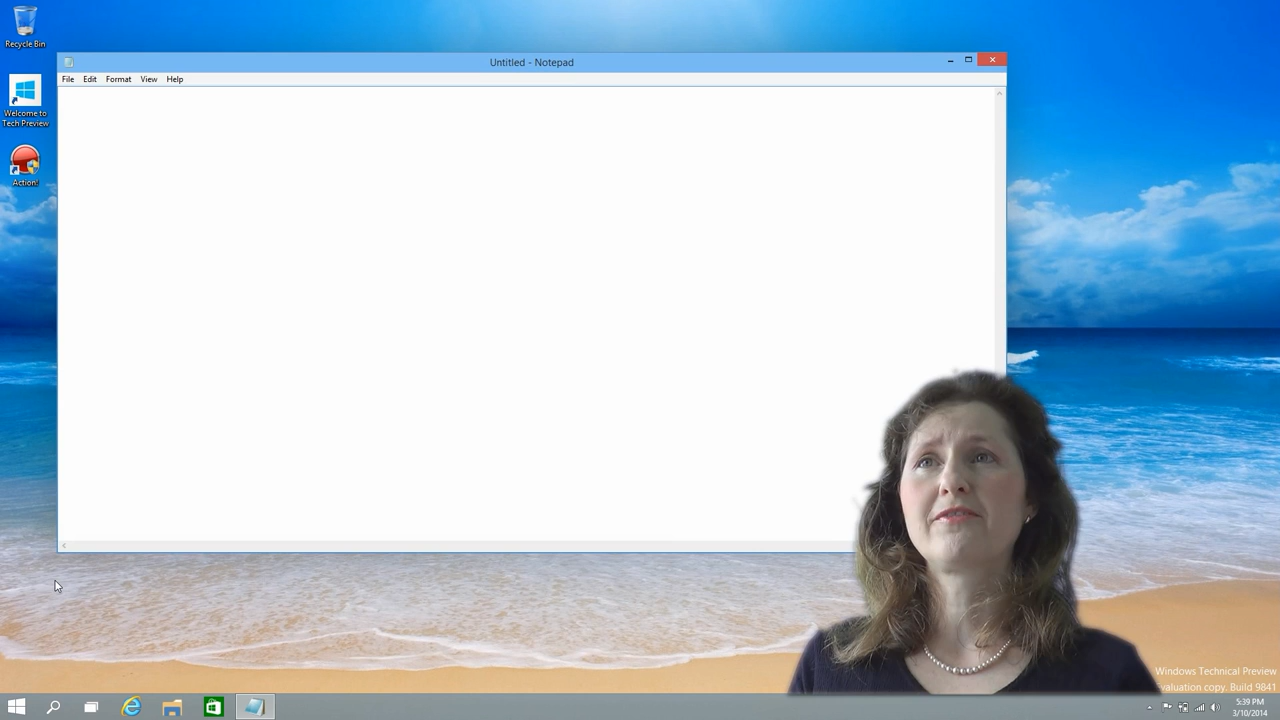 Recycle Bin
Welcome to
Tech Preview
Action!
Untitled - Notepad
File Edit Format View Help
Windows Technical Preview
Evaluation copy. Build 9841
5:39 PM
3/10/2014